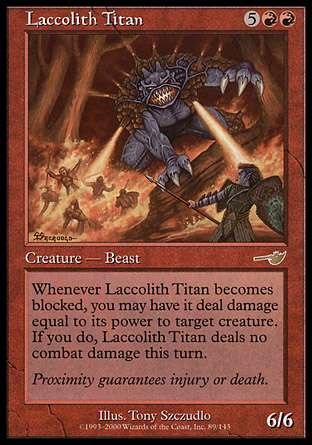 Laccolith Titan 5
Creature — Beast
Whenever Laccolith Titan becomes
blocked, you may have it deal damage
equal to its power to target creature.
If you do, Laccolith Titan deals no
combat damage this turn.
Proximity guarantees injury or death.
Illus. Tony Szczudlo
©1993-2000 Wizards of the Coast, Inc. 89/143
6/6